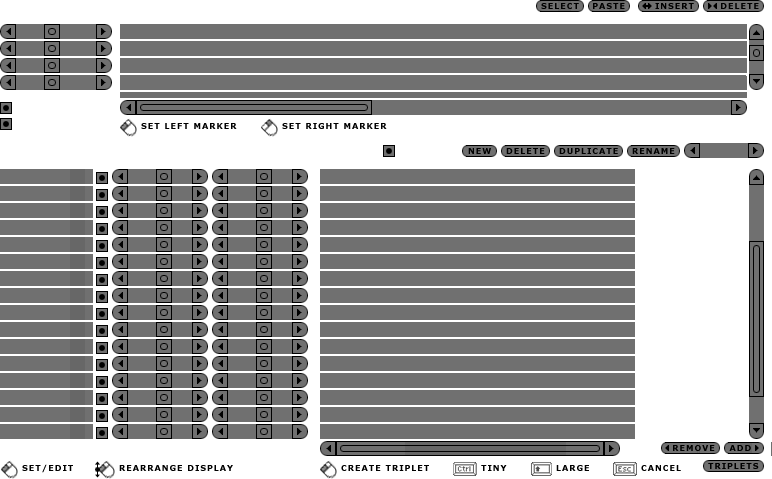 SELECT PASTE INSERT DELETE
SET LEFT MARKER SET RIGHT MARKER
NEW DELETE DUPLICATE RENAME
REMOVE ADD
SET/EDIT REARRANGE DISPLAY CREATE TRIPLET Ctrl TINY LARGE Esc CANCEL TRIPLETS